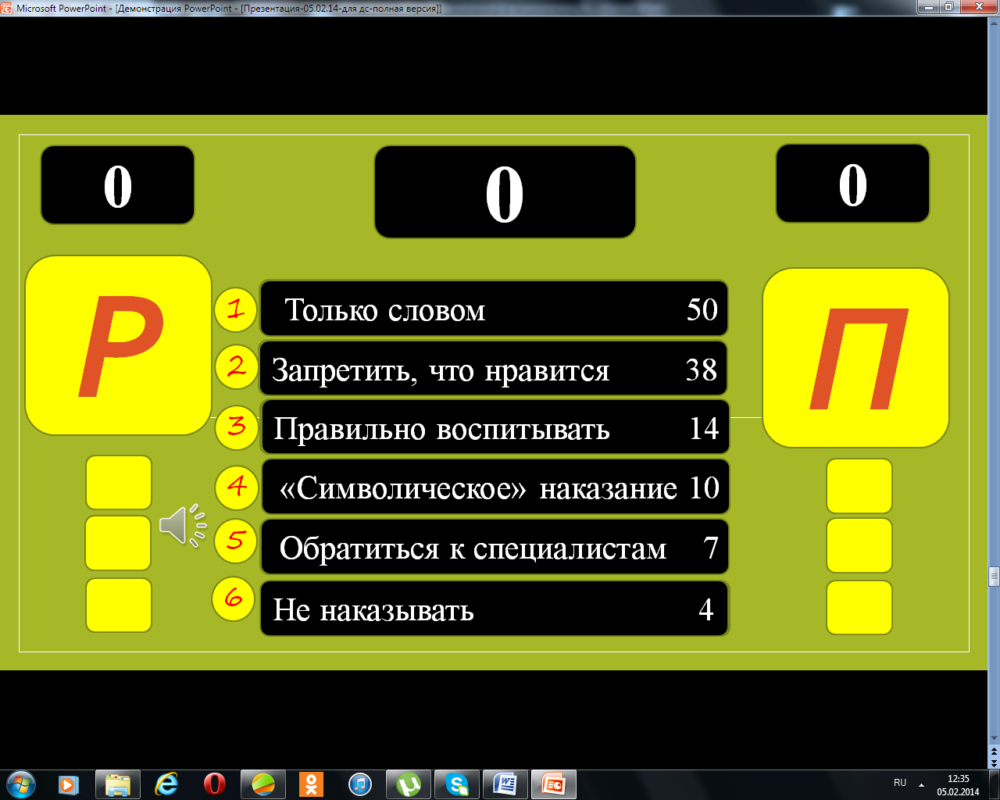 Microsoft PowerPoint - [Демонстрация PowerPoint - [Презентация-05.02.14-для дс-полная версия]]
0
0
0
Р
П
1 Только словом 50
2 Запретить, что нравится 38
3 Правильно воспитывать 14
4 «Символическое» наказание 10
5 Обратиться к специалистам 7
6 Не наказывать 4
RU
12:35
05.02.2014